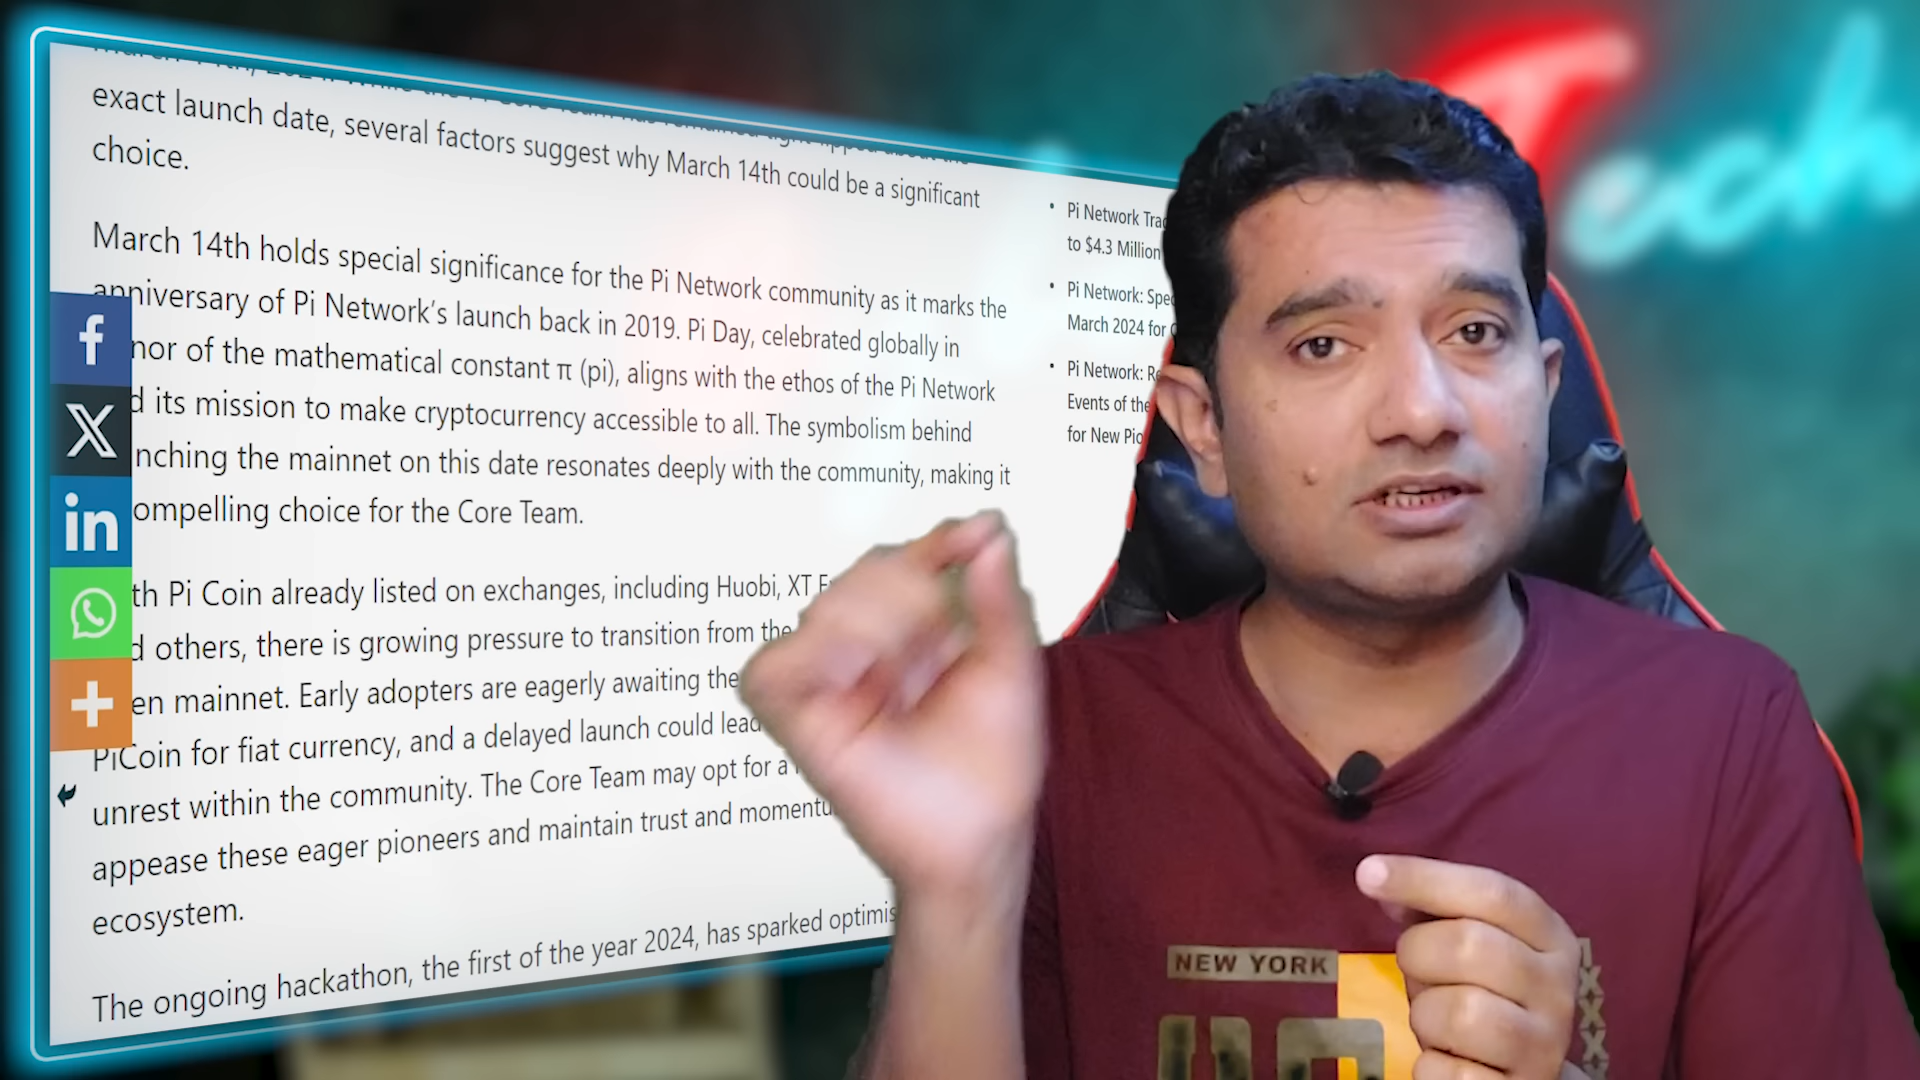 exact launch date, several factors suggest why March 14th could be a significant
choice.
March 14th holds special significance for the Pi Network community as it marks the
anniversary of Pi Network's launch back in 2019. Pi Day, celebrated globally in
nor of the mathematical constant π (pi), aligns with the ethos of the Pi Network
d its mission to make cryptocurrency accessible to all. The symbolism behind
nching the mainnet on this date resonates deeply with the community, making it
ompelling choice for the Core Team.
th Pi Coin already listed on exchanges, including Huobi, XT
d others, there is growing pressure to transition from the
en mainnet. Early adopters are eagerly awaiting the
PiCoin for fiat currency, and a delayed launch could lead
unrest within the community. The Core Team may opt for a
appease these eager pioneers and maintain trust and momentu
ecosystem.
The ongoing hackathon, the first of the year 2024, has sparked optimis
• Pi Network Tra
to $4.3 Million
• Pi Network: Spe
March 2024 for
• Pi Network: Re
Events of the
for New Pio
f
X
in
+
Tech
NEW YORK